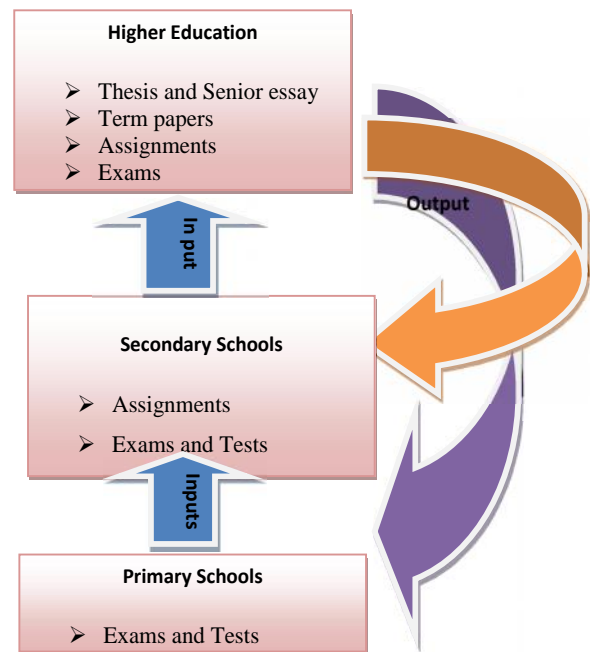 Higher Education
➢ Thesis and Senior essay
➢ Term papers
➢ Assignments
➢ Exams
Output
In put
Secondary Schools
➢ Assignments
➢ Exams and Tests
Inputs
Primary Schools
➢ Exams and Tests